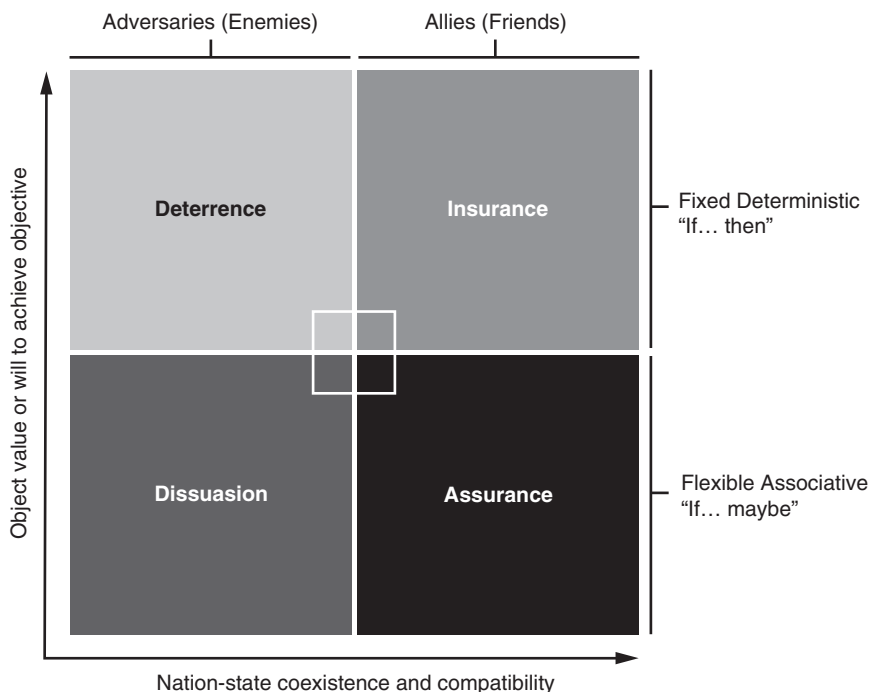 Adversaries (Enemies)
Allies (Friends)
Object value or will to achieve objective
Deterrence
Insurance
Fixed Deterministic
“If… then”
Dissuasion
Assurance
Flexible Associative
“If… maybe”
Nation-state coexistence and compatibility